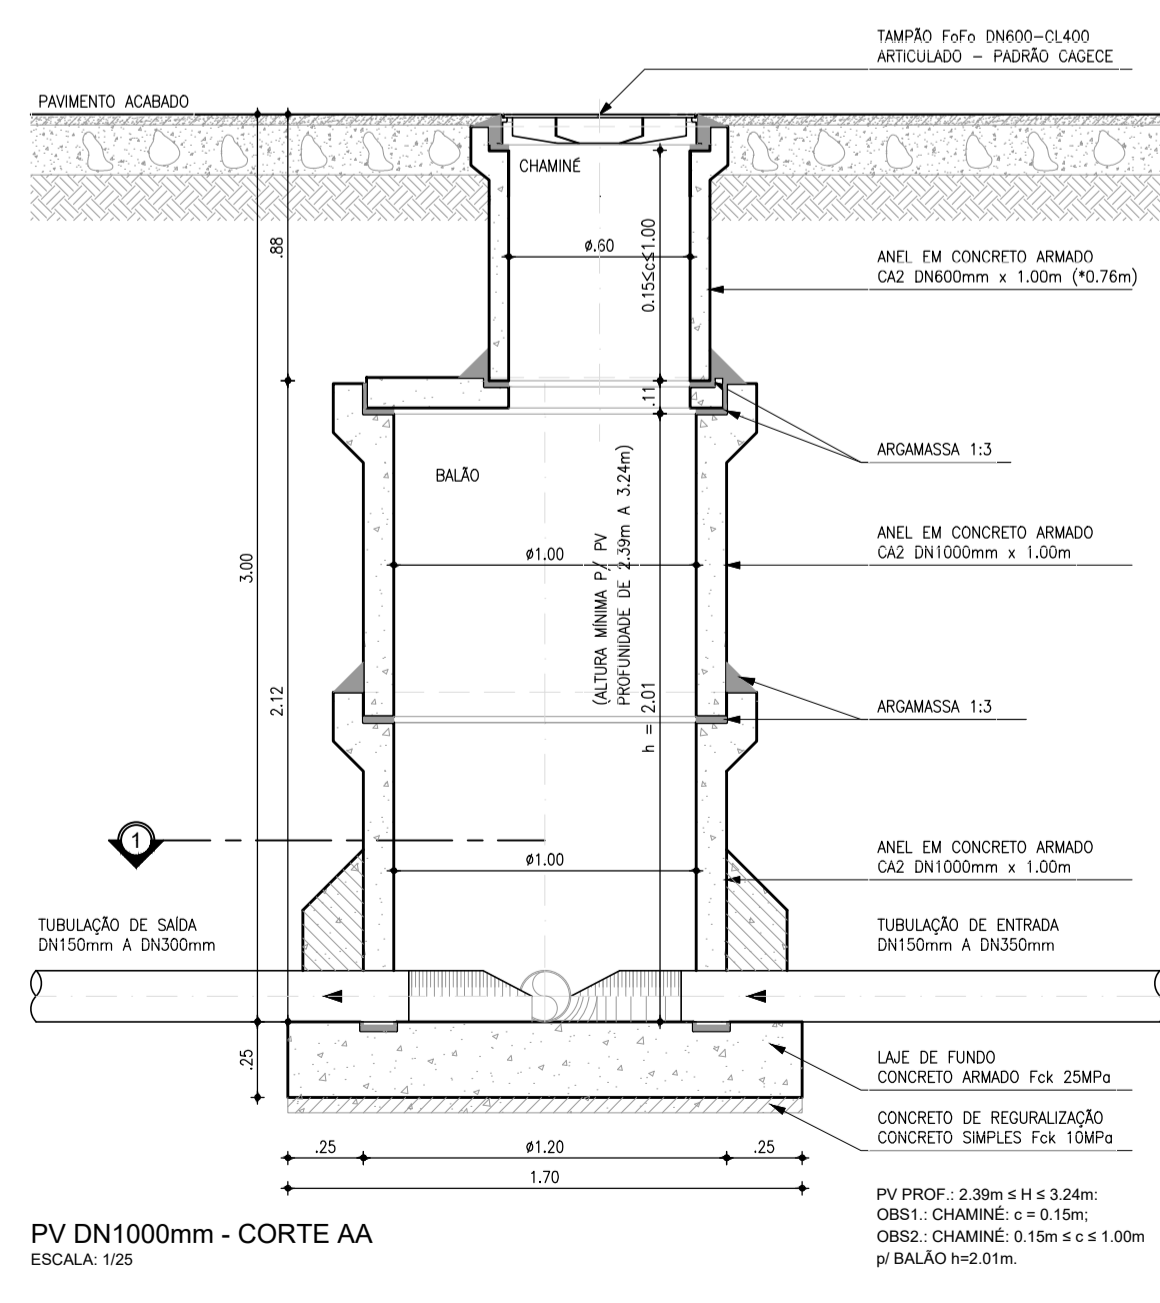 TAMPÃO FoFo DN600-CL400
ARTICULADO - PADRÃO CAGECE
PAVIMENTO ACABADO
CHAMINÉ
.88
ø.60
0.15≤c≤1.00
ANEL EM CONCRETO ARMADO
CA2 DN600mm x 1.00m (*0.76m)
.11
ARGAMASSA 1:3
BALÃO
3.00
ø1.00
(ALTURA MÍNIMA P/ PV
PROFUNIDADE DE 2.39m A 3.24m)
h = 2.01
ANEL EM CONCRETO ARMADO
CA2 DN1000mm x 1.00m
2.12
ARGAMASSA 1:3
1
ø1.00
ANEL EM CONCRETO ARMADO
CA2 DN1000mm x 1.00m
TUBULAÇÃO DE SAÍDA
DN150mm A DN300mm
TUBULAÇÃO DE ENTRADA
DN150mm A DN350mm
.25
LAJE DE FUNDO
CONCRETO ARMADO Fck 25MPa
CONCRETO DE REGURALIZAÇÃO
CONCRETO SIMPLES Fck 10MPa
.25
ø1.20
.25
1.70
PV PROF.: 2.39m ≤ H ≤ 3.24m:
OBS1.: CHAMINÉ: c = 0.15m;
OBS2.: CHAMINÉ: 0.15m ≤ c ≤ 1.00m
p/ BALÃO h=2.01m.
PV DN1000mm - CORTE AA
ESCALA: 1/25